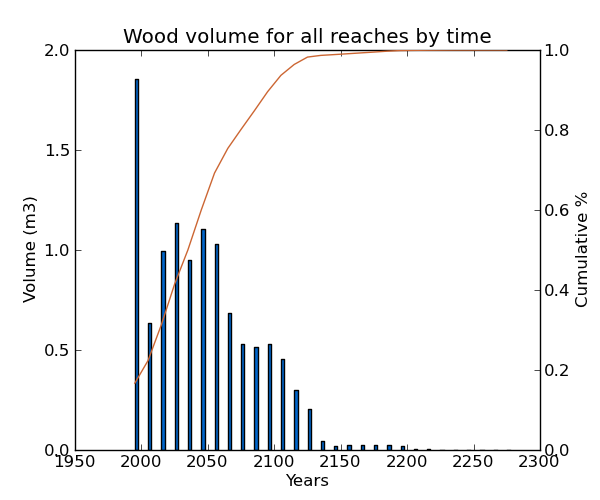 Wood volume for all reaches by time
2.0
1.5
1.0
0.5
0.0
Volume (m3)
1.0
0.8
0.6
0.4
0.2
0.0
Cumulative %
1950 2000 2050 2100 2150 2200 2250 2300
Years